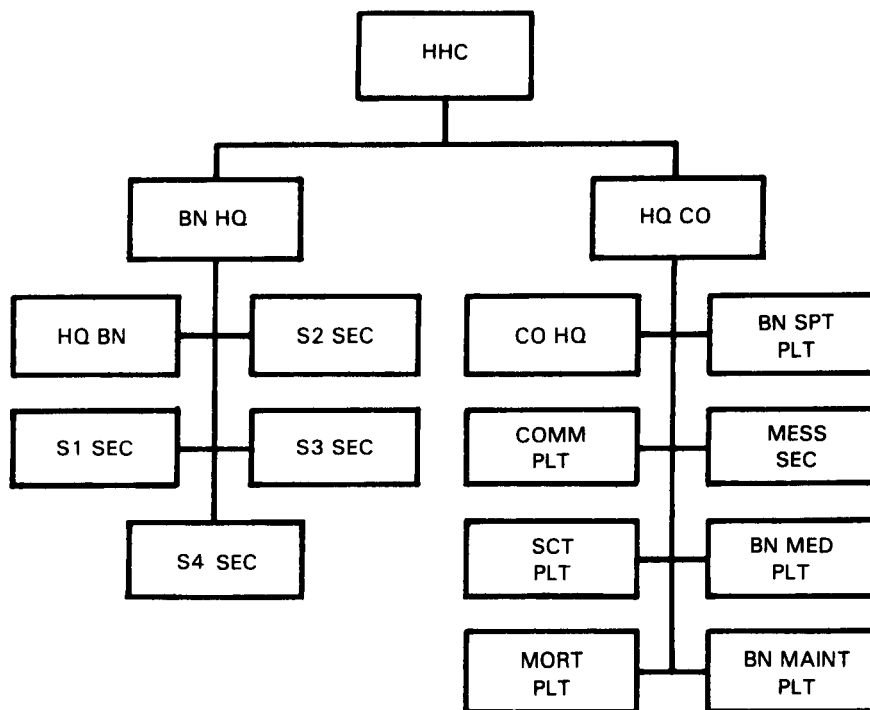 HHC
BN HQ
HQ CO
HQ BN
S2 SEC
S1 SEC
S3 SEC
S4 SEC
CO HQ
BN SPT
PLT
COMM
PLT
MESS
SEC
SCT
PLT
BN MED
PLT
MORT
PLT
BN MAINT
PLT